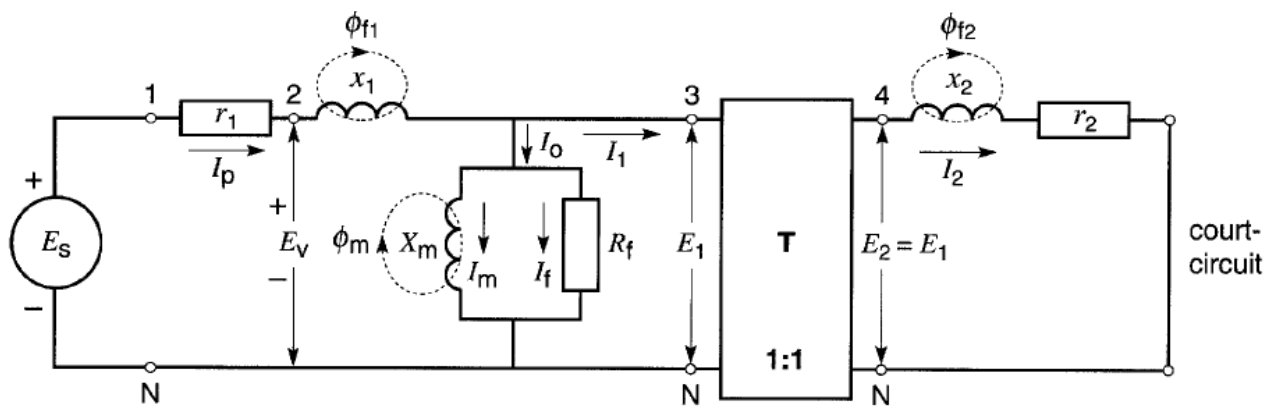 ϕf1
ϕf2
x1
x2
1
2
3
4
r1
r2
Io
I1
Ip
I2
+
+
Es
Ev
ϕm
Xm
Im
If
Rf
E1
T
E2 = E1
court-
circuit
−
−
1:1
N
N
N